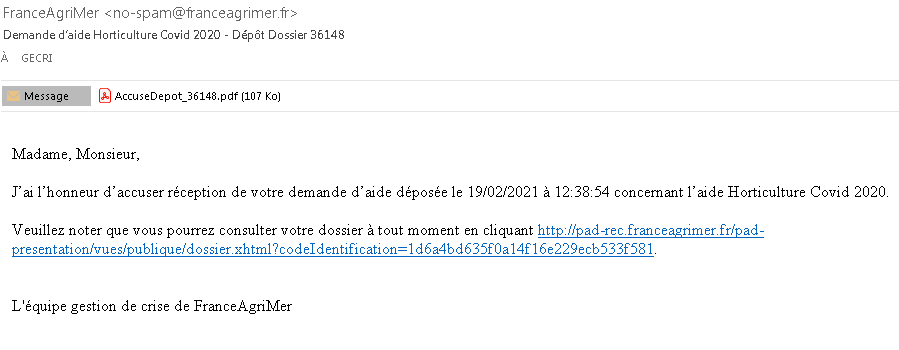 FranceAgriMer <no-spam@franceagrimer.fr>
Demande d'aide Horticulture Covid 2020 - Dépôt Dossier 36148
À GECRI
Message AccuseDepot_36148.pdf (107 Ko)
Madame, Monsieur,
J'ai l'honneur d'accuser réception de votre demande d'aide déposée le 19/02/2021 à 12:38:54 concernant l'aide Horticulture Covid 2020.
Veuillez noter que vous pourrez consulter votre dossier à tout moment en cliquant http://pad-rec.franceagrimer.fr/pad-
presentation/vues/publique/dossier.xhtml?codeIdentification=1d6a4bd635f0a14f16e229ecb533f581.
L'équipe gestion de crise de FranceAgriMer